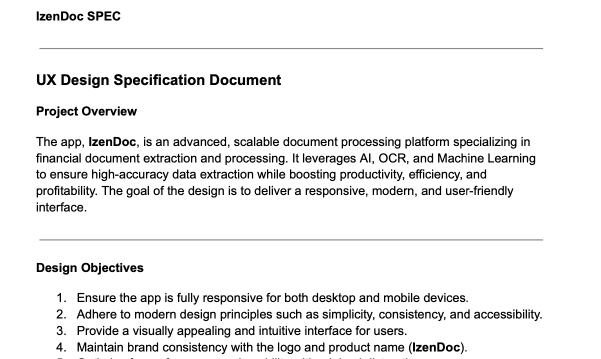 IzenDoc SPEC
UX Design Specification Document
Project Overview
The app, IzenDoc, is an advanced, scalable document processing platform specializing in
financial document extraction and processing. It leverages AI, OCR, and Machine Learning
to ensure high-accuracy data extraction while boosting productivity, efficiency, and
profitability. The goal of the design is to deliver a responsive, modern, and user-friendly
interface.
Design Objectives
1. Ensure the app is fully responsive for both desktop and mobile devices.
2. Adhere to modern design principles such as simplicity, consistency, and accessibility.
3. Provide a visually appealing and intuitive interface for users.
4. Maintain brand consistency with the logo and product name (IzenDoc).